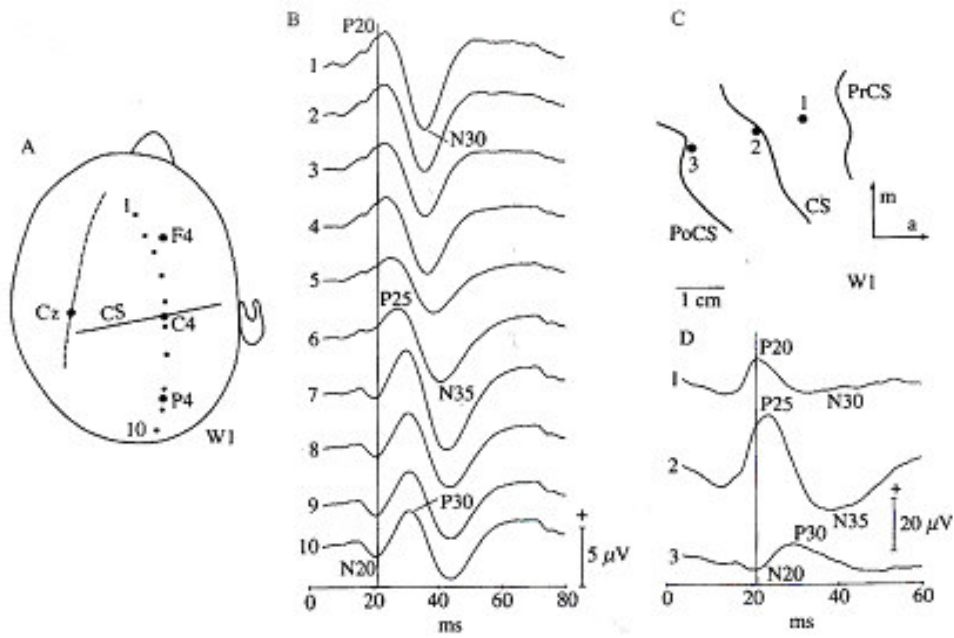 A
1
F4
Cz
CS
C4
P4
10
W1
B
P20
1
N30
2
3
4
5
P25
6
N35
7
8
9
P30
10
N20
+
5 μV
0 20 40 60 80
ms
C
PrCS
1
2
3
CS
PoCS
m
a
W1
1 cm
D
P20
1
N30
P25
2
N35
+
20 μV
P30
3
N20
0 20 40 60
ms